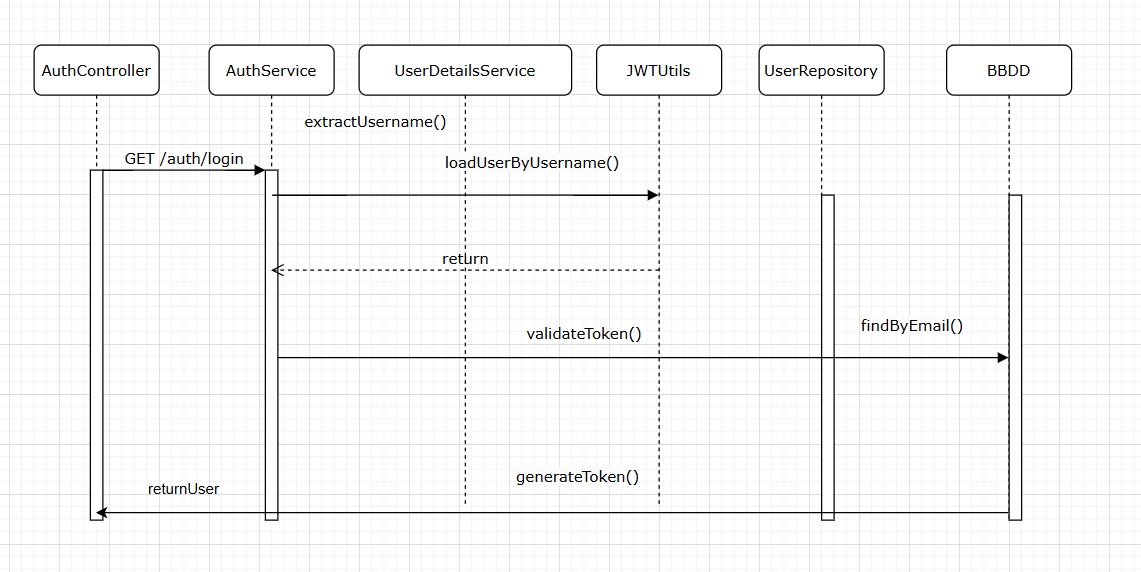 AuthController
AuthService
UserDetailsService
JWTUtils
UserRepository
BBDD
extractUsername()
GET /auth/login
loadUserByUsername()
return
validateToken()
findByEmail()
generateToken()
returnUser